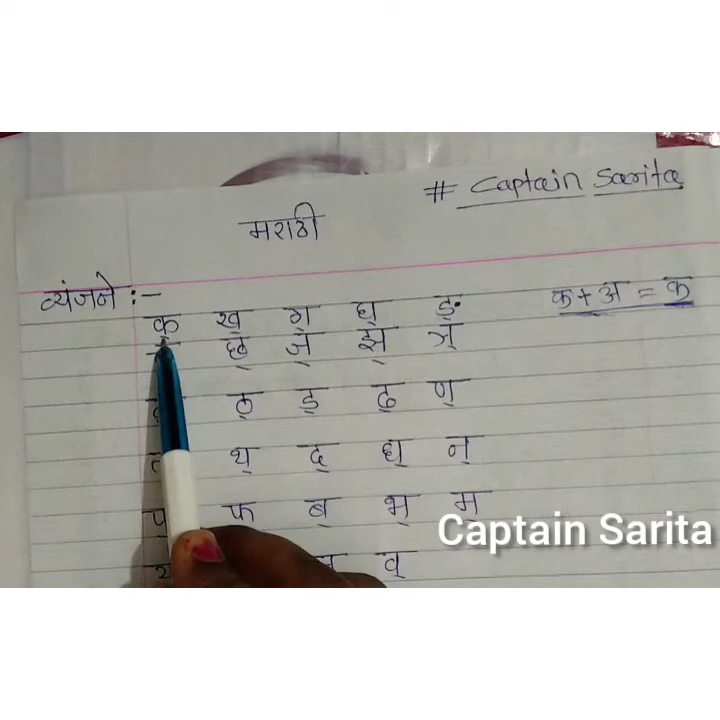 # Captain Sarita
मराठी
व्यंजने :-
क + अ = क
क् ख् ग् घ् ङ्
छ् ज् झ् ञ्
ठ् ड् ढ् ण्
थ् द् ध् न्
प् फ् ब् भ् म्
व्
Captain Sarita